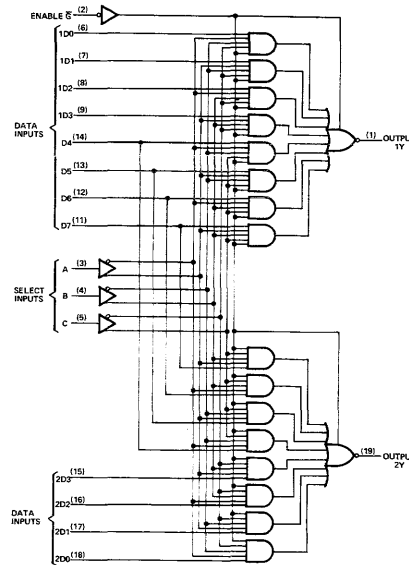 ENABLE G̅ (2)
1D0 (6)
1D1 (7)
1D2 (8)
1D3 (9)
DATA
INPUTS
D4 (14)
D5 (13)
D6 (12)
D7 (11)
(1) OUTPUT
1Y
SELECT
INPUTS
A (3)
B (4)
C (5)
(19) OUTPUT
2Y
DATA
INPUTS
2D3 (15)
2D2 (16)
2D1 (17)
2D0 (18)